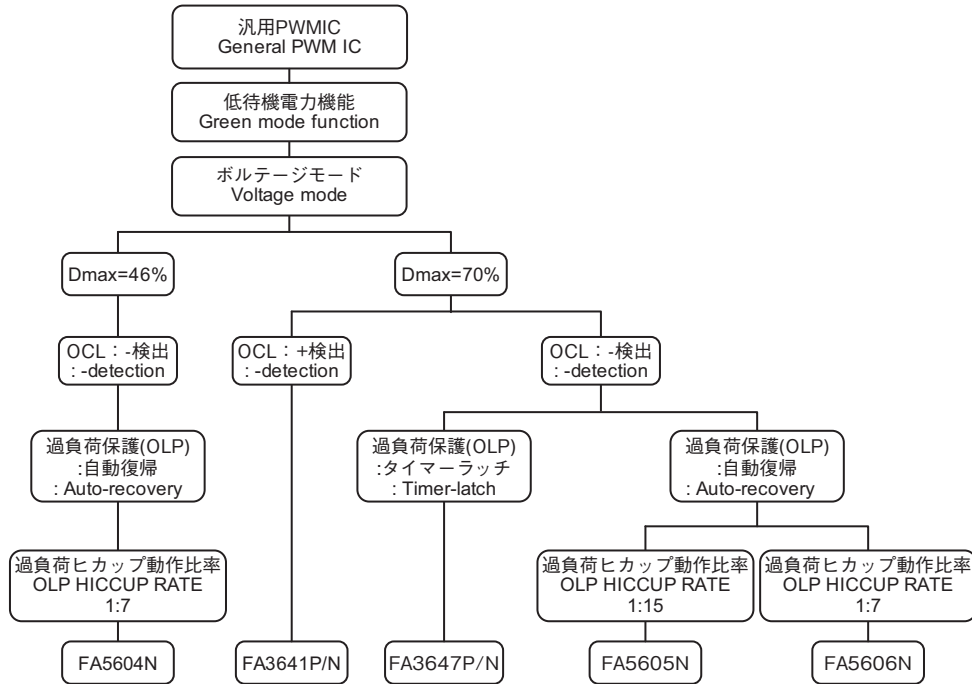 汎用PWMIC
General PWM IC
低待機電力機能
Green mode function
ボルテージモード
Voltage mode
Dmax=46%
Dmax=70%
OCL：-検出
: -detection
OCL：+検出
: -detection
OCL：-検出
: -detection
過負荷保護(OLP)
:自動復帰
: Auto-recovery
過負荷保護(OLP)
:タイマーラッチ
: Timer-latch
過負荷保護(OLP)
:自動復帰
: Auto-recovery
過負荷ヒカップ動作比率
OLP HICCUP RATE
1:7
過負荷ヒカップ動作比率
OLP HICCUP RATE
1:15
過負荷ヒカップ動作比率
OLP HICCUP RATE
1:7
FA5604N
FA3641P/N
FA3647P/N
FA5605N
FA5606N